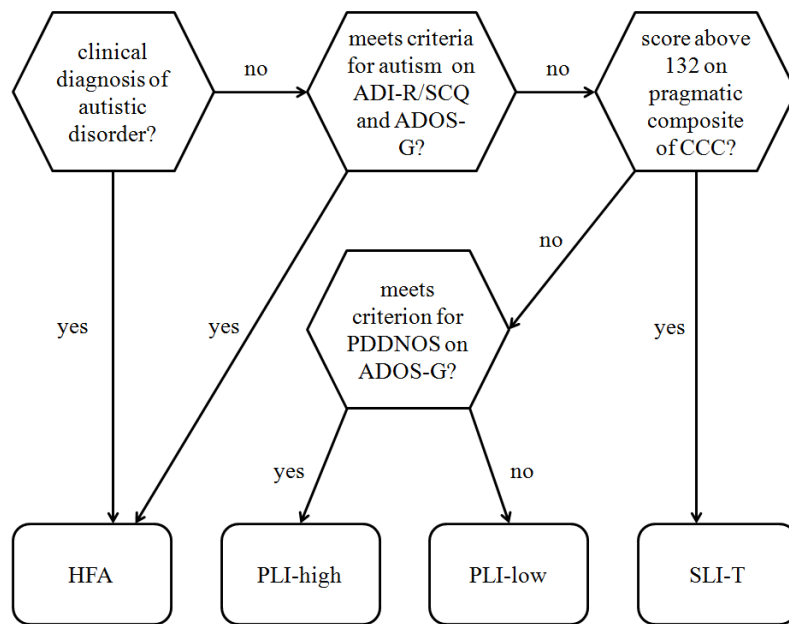 clinical
diagnosis of
autistic
disorder?
no
meets criteria
for autism on
ADI-R/SCQ
and ADOS-
G?
no
score above
132 on
pragmatic
composite
of CCC?
no
meets
criterion for
PDDNOS on
ADOS-G?
yes
yes
yes
yes
no
HFA
PLI-high
PLI-low
SLI-T